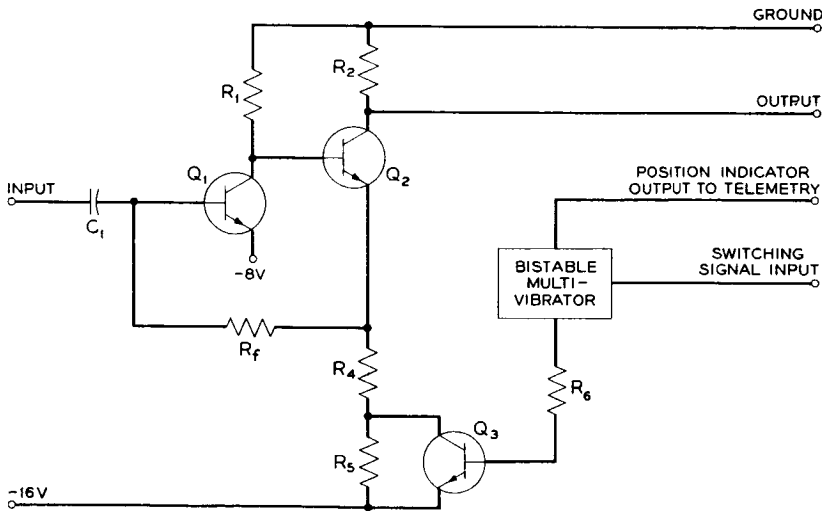 GROUND
R2
R1
OUTPUT
Q1
Q2
POSITION INDICATOR
OUTPUT TO TELEMETRY
INPUT
C1
-8V
SWITCHING
SIGNAL INPUT
BISTABLE
MULTI-
VIBRATOR
Rf
R4
R6
Q3
R5
-16V